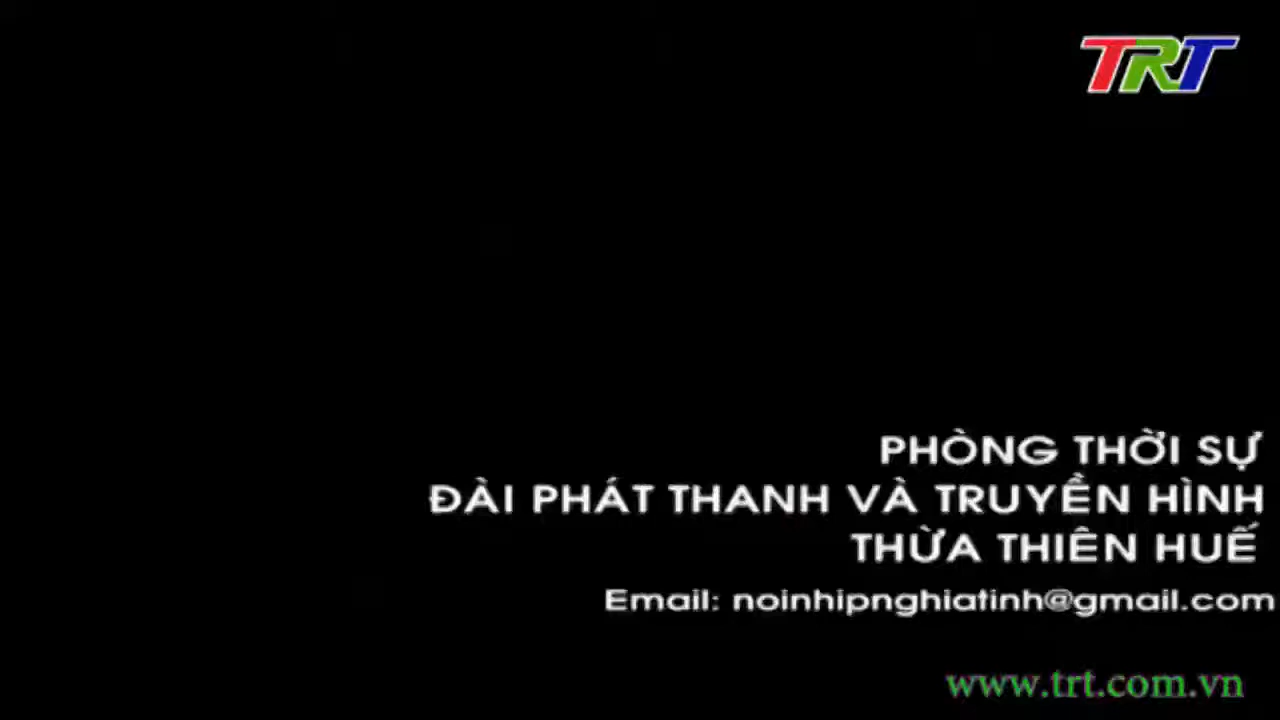 TRT
PHÒNG THỜI SỰ
ĐÀI PHÁT THANH VÀ TRUYỀN HÌNH
THỪA THIÊN HUẾ
Email: noinhipnghiatinh@gmail.com
www.trt.com.vn